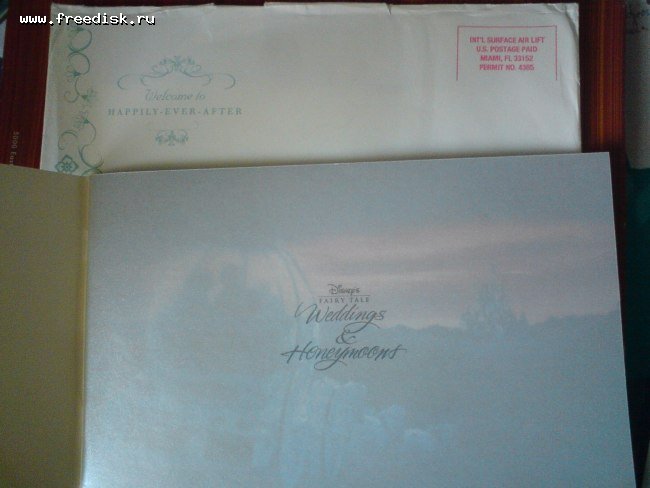 www.freedisk.ru
INT'L SURFACE AIR LIFT
U.S. POSTAGE PAID
MIAMI, FL 33152
PERMIT NO. 4385
Welcome to
HAPPILY-EVER-AFTER
Disney's
FAIRY TALE
Weddings
&
Honeymoons